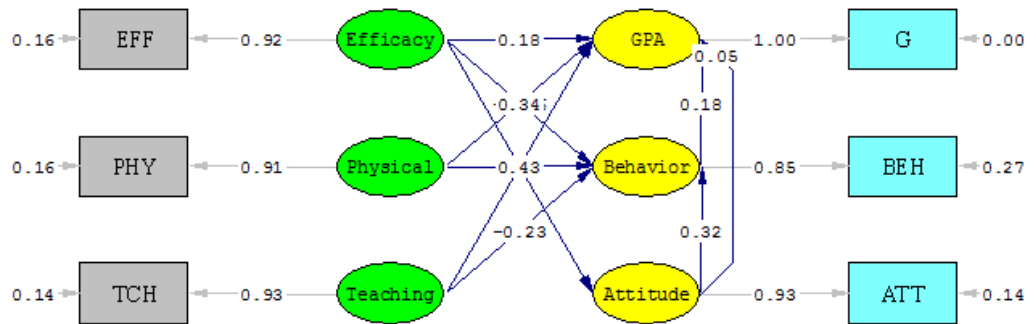 0.16 EFF 0.92 Efficacy 0.18 GPA 1.00 G 0.00
0.05
0.34 0.18
0.16 PHY 0.91 Physical 0.43 Behavior 0.85 BEH 0.27
-0.23 0.32
0.14 TCH 0.93 Teaching Attitude 0.93 ATT 0.14